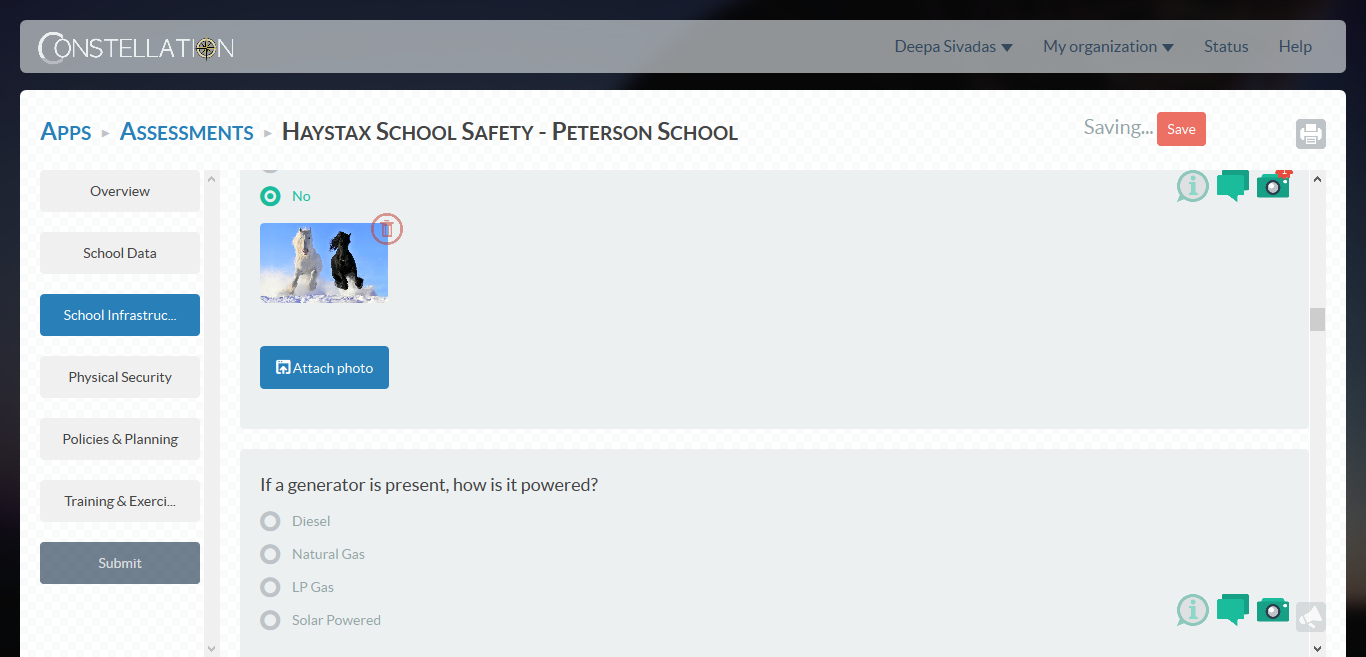 CONSTELLATION
Deepa Sivadas My organization Status Help
APPS ASSESSMENTS HAYSTAX SCHOOL SAFETY - PETERSON SCHOOL
Saving... Save
Overview
School Data
School Infrastruc...
Physical Security
Policies & Planning
Training & Exerci...
Submit
No
Attach photo
If a generator is present, how is it powered?
Diesel
Natural Gas
LP Gas
Solar Powered